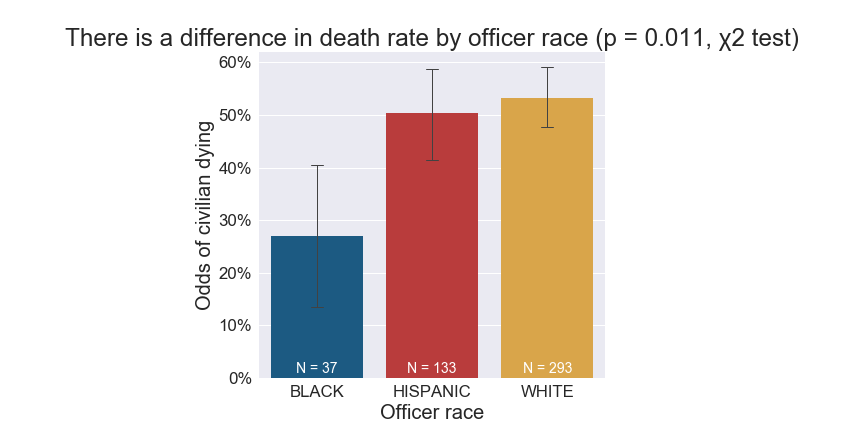 There is a difference in death rate by officer race (p = 0.011, χ2 test)
60%
50%
40%
30%
20%
10%
0%
Odds of civilian dying
N = 37
N = 133
N = 293
BLACK
HISPANIC
WHITE
Officer race